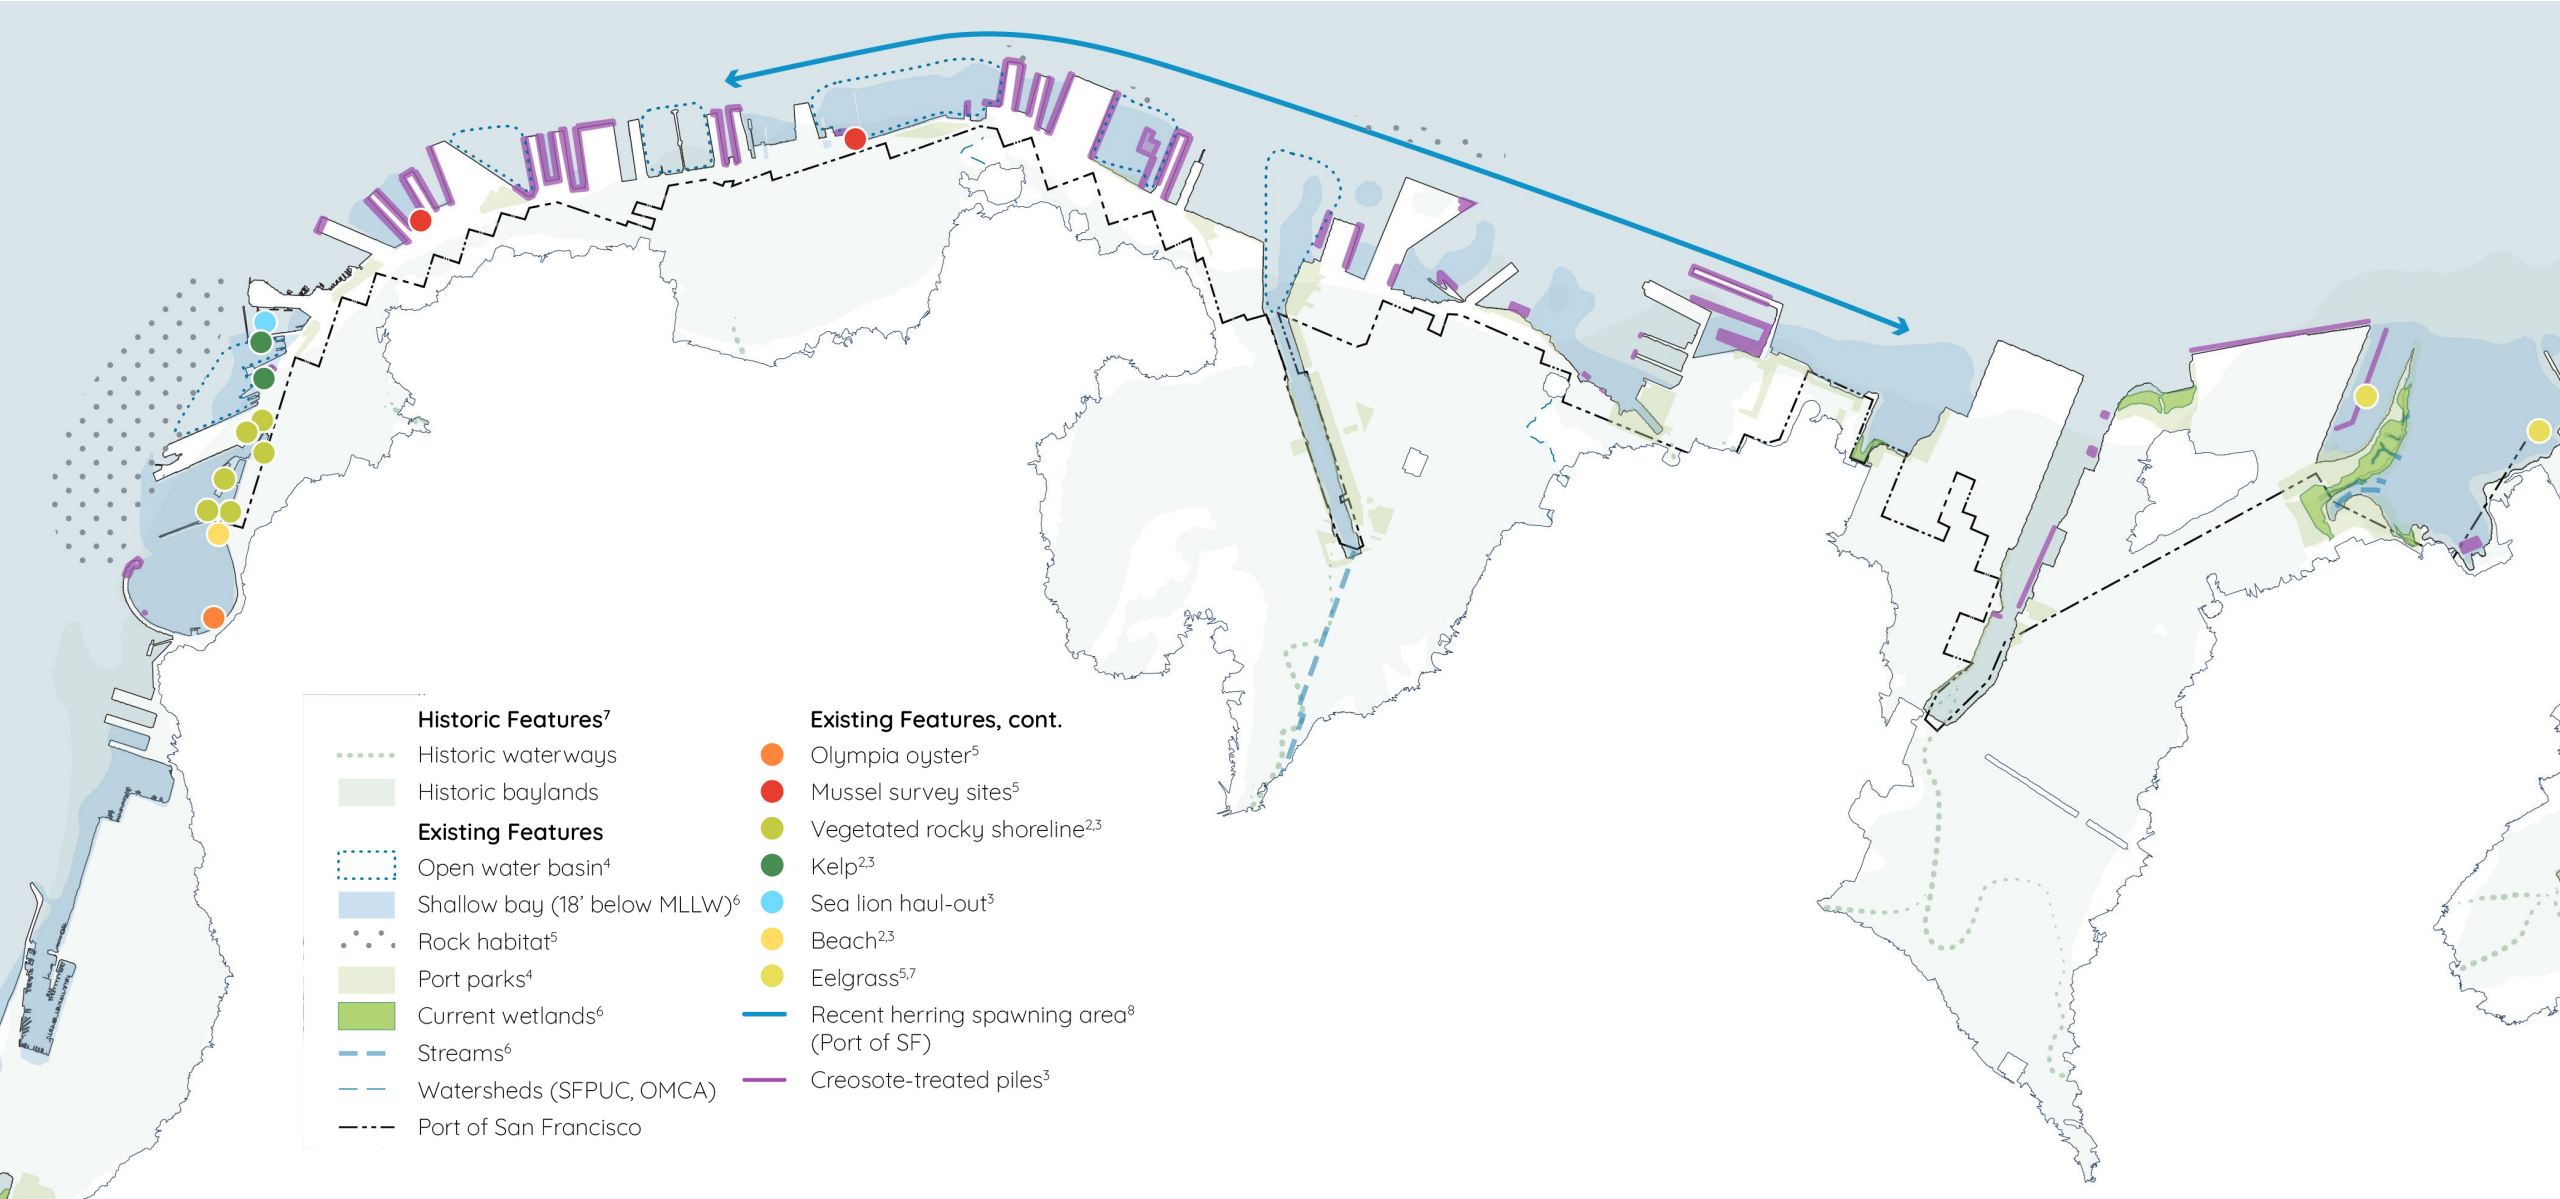 Historic Features7
Historic waterways
Historic baylands
Existing Features
Open water basin4
Shallow bay (18’ below MLLW)6
Rock habitat5
Port parks4
Current wetlands6
Streams6
Watersheds (SFPUC, OMCA)
Port of San Francisco
Existing Features, cont.
Olympia oyster5
Mussel survey sites5
Vegetated rocky shoreline2,3
Kelp2,3
Sea lion haul-out3
Beach2,3
Eelgrass5,7
Recent herring spawning area8
(Port of SF)
Creosote-treated piles3